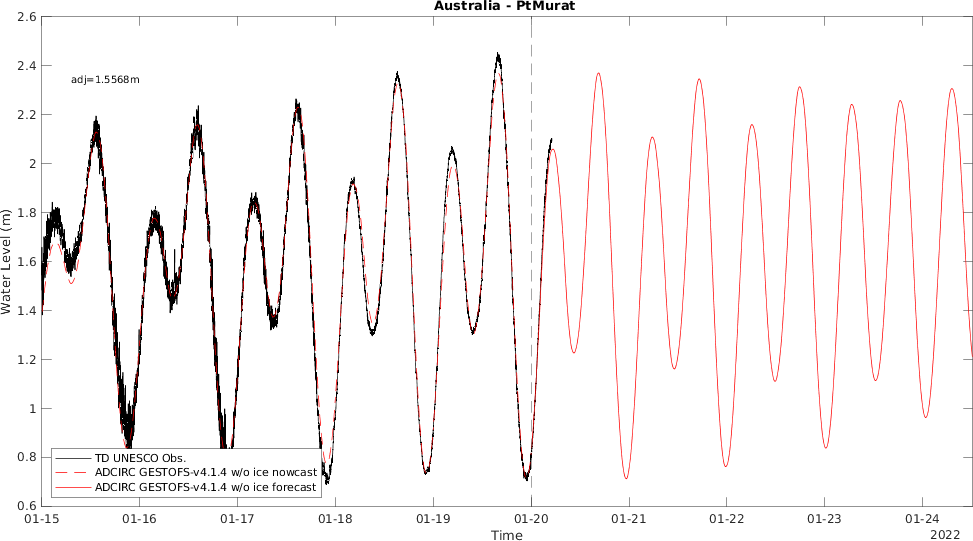 Australia - PtMurat
adj=1.5568m
Water Level (m)
2.6
2.4
2.2
2
1.8
1.6
1.4
1.2
1
0.8
0.6
TD UNESCO Obs.
ADCIRC GESTOFS-v4.1.4 w/o ice nowcast
ADCIRC GESTOFS-v4.1.4 w/o ice forecast
01-15 01-16 01-17 01-18 01-19 01-20 01-21 01-22 01-23 01-24
Time
2022